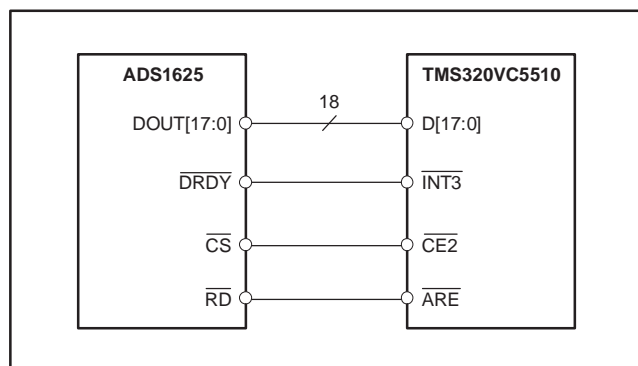 ADS1625 TMS320VC5510
18
DOUT[17:0] D[17:0]
DRDY INT3
CS CE2
RD ARE